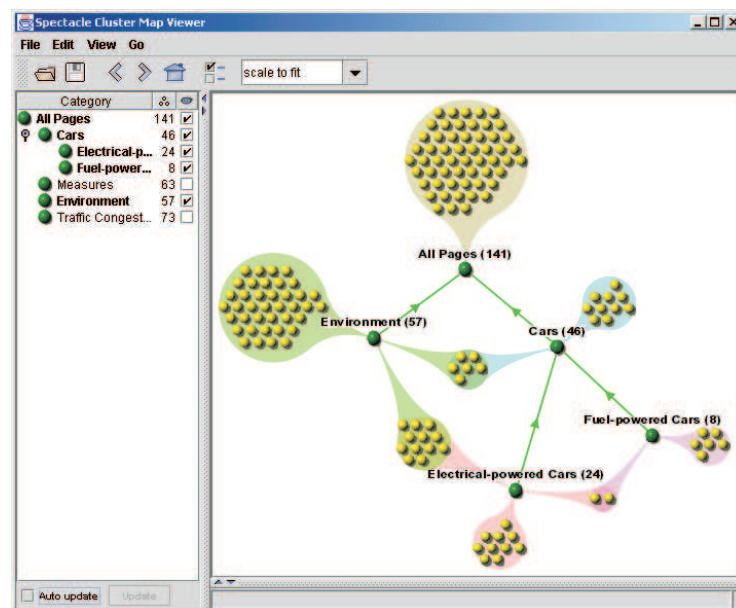 Spectacle Cluster Map Viewer
File Edit View Go
scale to fit
Category
All Pages 141
Cars 46
Electrical-p... 24
Fuel-power... 8
Measures 63
Environment 57
Traffic Congest... 73
All Pages (141)
Environment (57)
Cars (46)
Fuel-powered Cars (8)
Electrical-powered Cars (24)
Auto update Update